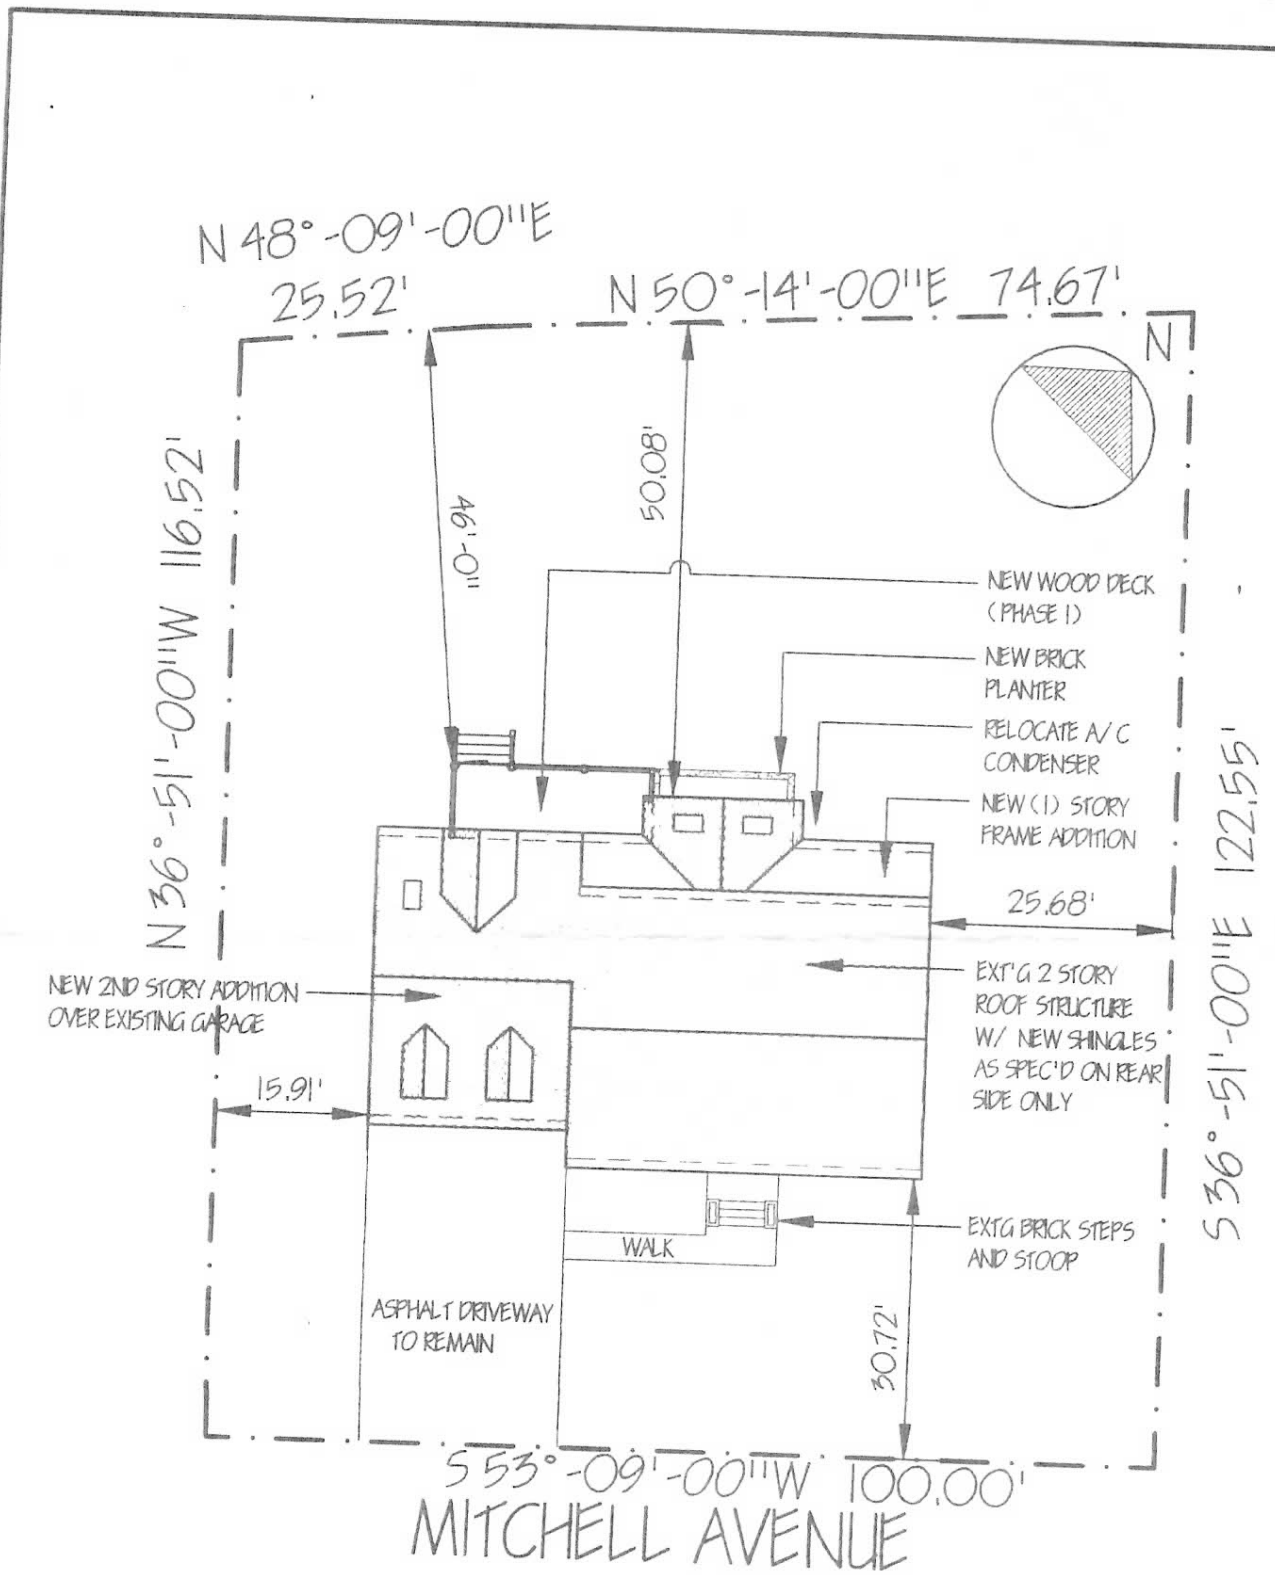 N 48°-09'-00"E
25.52'
N 50°-14'-00"E 74.67'
N
N 36°-51'-00"W 116.52'
46'-0"
50.08'
NEW WOOD DECK
(PHASE 1)
NEW BRICK
PLANTER
RELOCATE A/C
CONDENSER
NEW (1) STORY
FRAME ADDITION
25.68'
S 36°-51'-00"E 122.55'
NEW 2ND STORY ADDITION
OVER EXISTING GARAGE
EXT'G 2 STORY
ROOF STRUCTURE
W/ NEW SHINGLES
AS SPEC'D ON REAR
SIDE ONLY
15.91'
EXTG BRICK STEPS
AND STOOP
WALK
ASPHALT DRIVEWAY
TO REMAIN
30.72'
S 53°-09'-00"W 100.00'
MITCHELL AVENUE